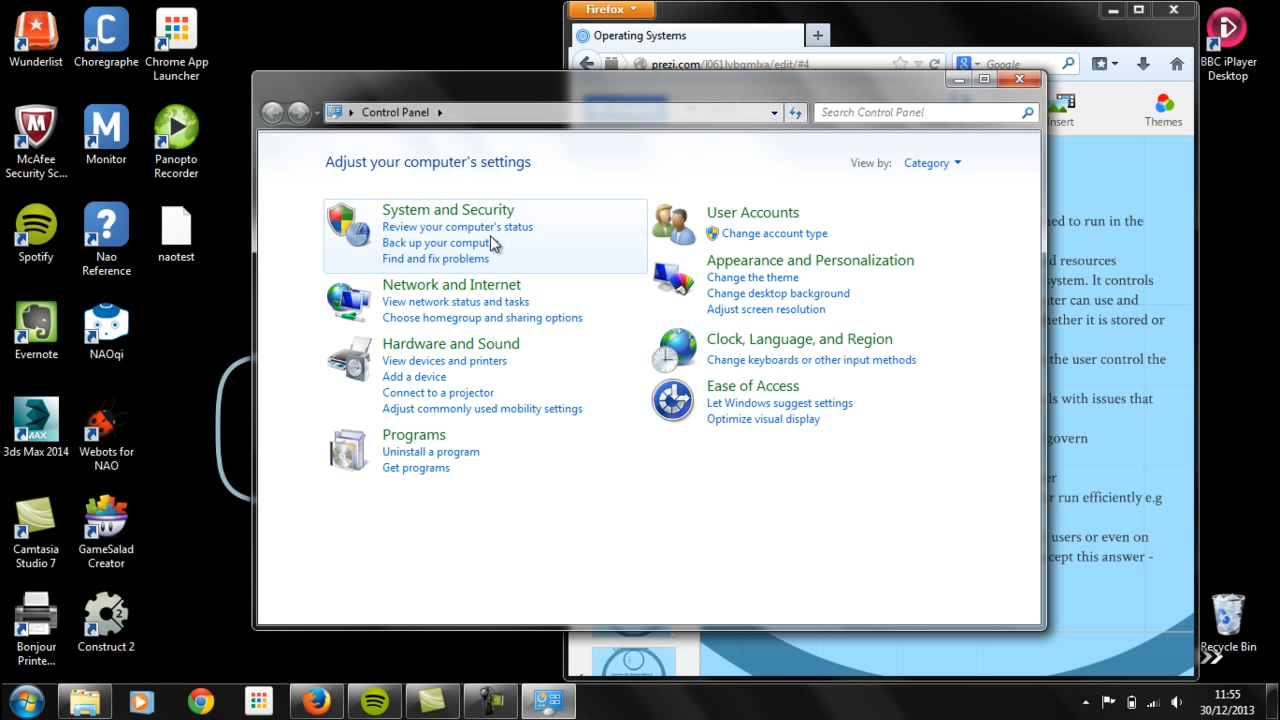 Wunderlist
Choregraphe
Chrome App
Launcher
McAfee
Security Sc...
Monitor
Panopto
Recorder
Spotify
Nao
Reference
naotest
Evernote
NAOqi
3ds Max 2014
Webots for
NAO
Camtasia
Studio 7
GameSalad
Creator
Bonjour
Printe...
Construct 2
Firefox
Operating Systems
prezi.com/l061lybgmlxa/edit/#4
Google
Insert
Themes
Control Panel
Search Control Panel
Adjust your computer's settings
View by: Category
System and Security
Review your computer's status
Back up your comput
Find and fix problems
Network and Internet
View network status and tasks
Choose homegroup and sharing options
Hardware and Sound
View devices and printers
Add a device
Connect to a projector
Adjust commonly used mobility settings
Programs
Uninstall a program
Get programs
User Accounts
Change account type
Appearance and Personalization
Change the theme
Change desktop background
Adjust screen resolution
Clock, Language, and Region
Change keyboards or other input methods
Ease of Access
Let Windows suggest settings
Optimize visual display
ned to run in the
d resources
ystem. It controls
ter can use and
hether it is stored or
the user control the
ls with issues that
govern
er
r run efficiently e.g
users or even on
cept this answer -
BBC iPlayer
Desktop
Recycle Bin
11:55
30/12/2013